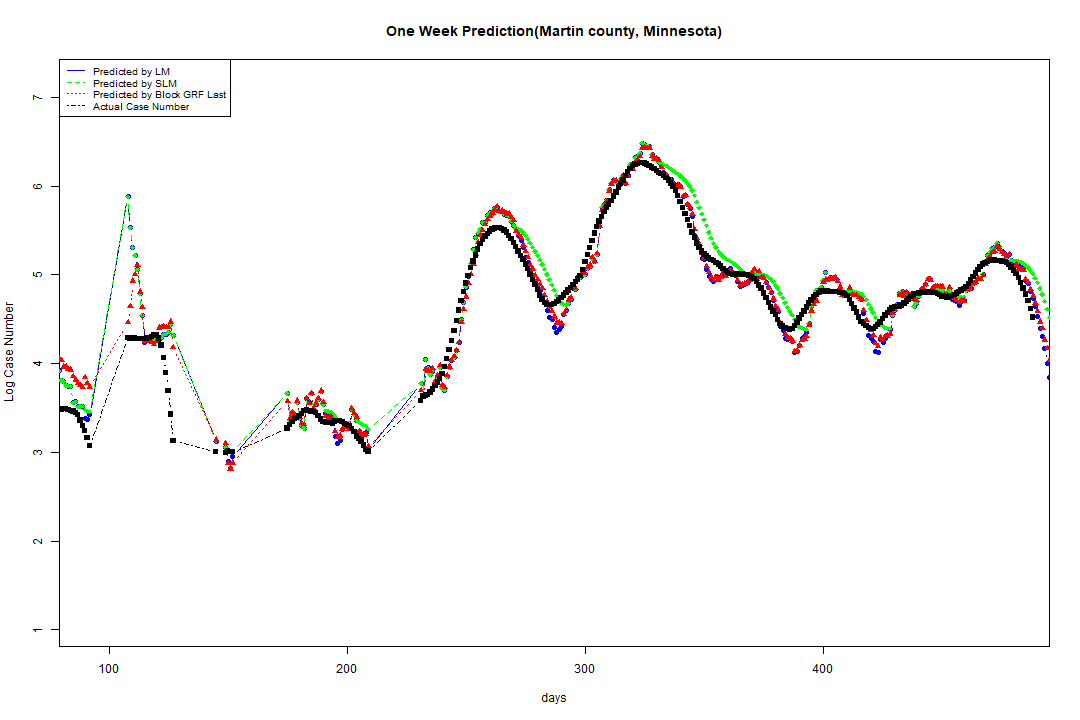 One Week Prediction(Martin county, Minnesota)
Predicted by LM
Predicted by SLM
Predicted by Block GRF Last
Actual Case Number
Log Case Number
7
6
5
4
3
2
1
100 200 300 400
days